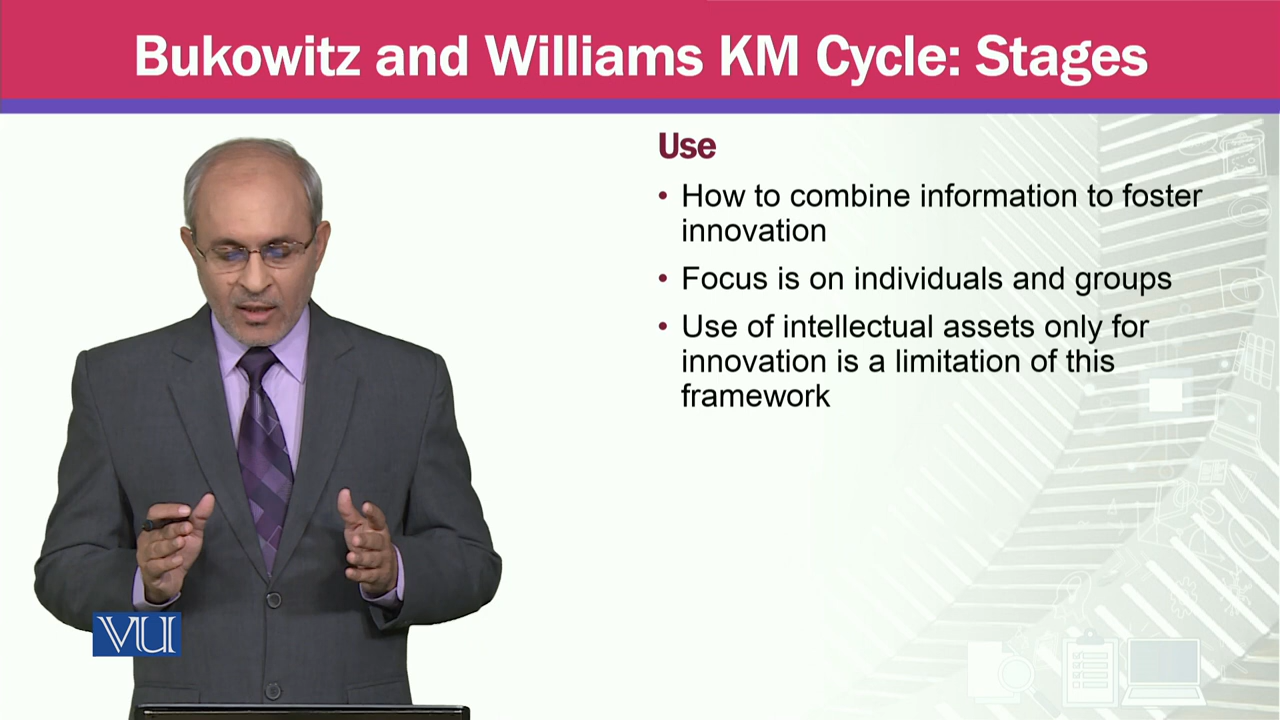 Bukowitz and Williams KM Cycle: Stages
Use
• How to combine information to foster
innovation
• Focus is on individuals and groups
• Use of intellectual assets only for
innovation is a limitation of this
framework
VU